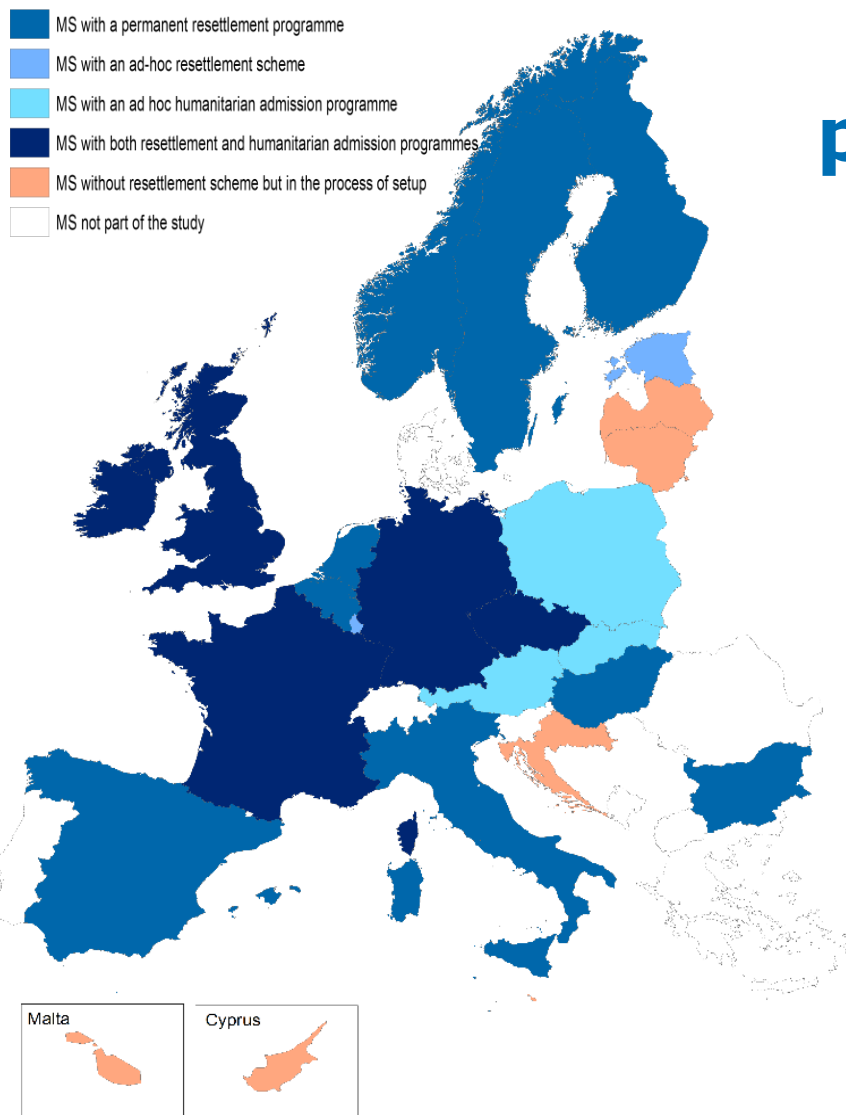 MS with a permanent resettlement programme
MS with an ad-hoc resettlement scheme
MS with an ad hoc humanitarian admission programme
MS with both resettlement and humanitarian admission programmes
MS without resettlement scheme but in the process of setup
MS not part of the study
p
Malta
Cyprus